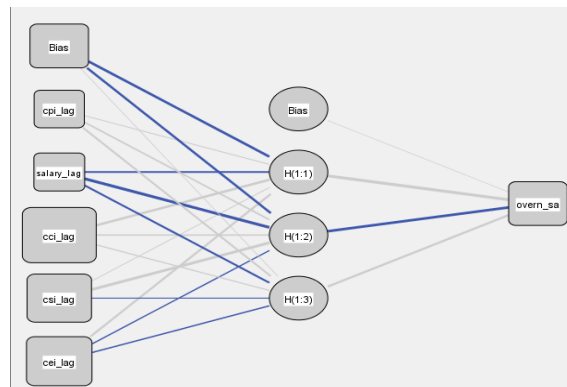 Bias
cpi_lag
salary_lag
cci_lag
csi_lag
cei_lag
Bias
H(1:1)
H(1:2)
H(1:3)
overn_sa